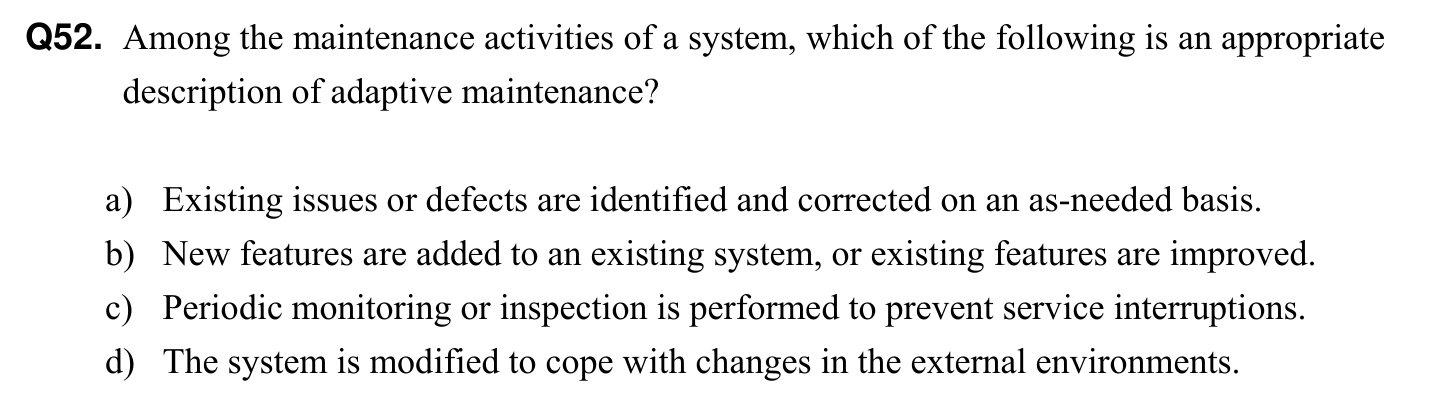 Q52. Among the maintenance activities of a system, which of the following is an appropriate
description of adaptive maintenance?
a) Existing issues or defects are identified and corrected on an as-needed basis.
b) New features are added to an existing system, or existing features are improved.
c) Periodic monitoring or inspection is performed to prevent service interruptions.
d) The system is modified to cope with changes in the external environments.